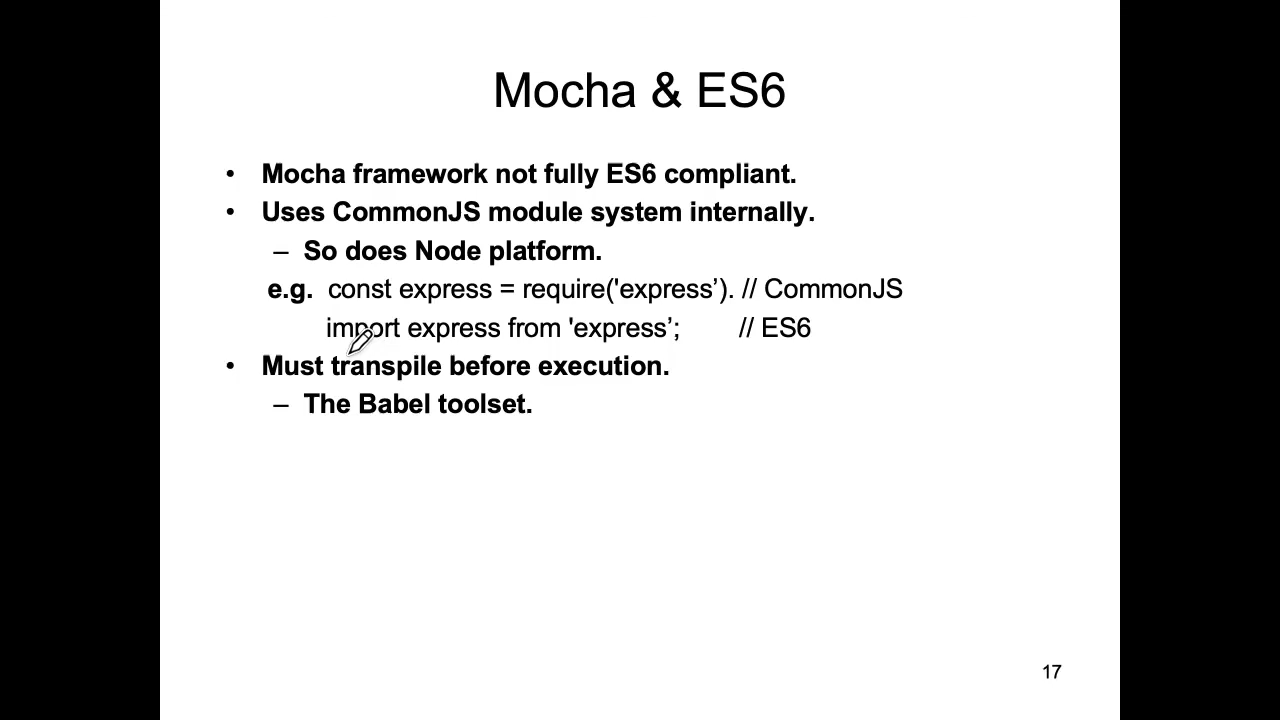 Mocha & ES6
• Mocha framework not fully ES6 compliant.
• Uses CommonJS module system internally.
– So does Node platform.
e.g. const express = require('express’). // CommonJS
import express from 'express’; // ES6
• Must transpile before execution.
– The Babel toolset.
17